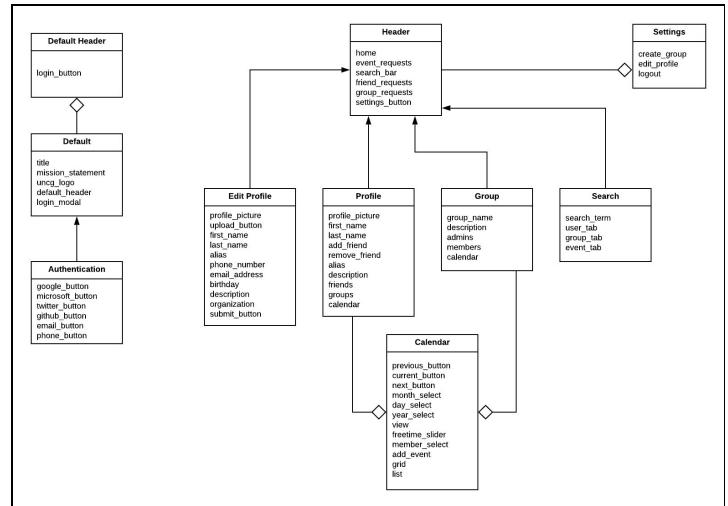 Default Header
login_button
Default
title
mission_statement
uncg_logo
default_header
login_modal
Authentication
google_button
microsoft_button
twitter_button
github_button
email_button
phone_button
Header
home
event_requests
search_bar
friend_requests
group_requests
settings_button
Settings
create_group
edit_profile
logout
Edit Profile
profile_picture
upload_button
first_name
last_name
alias
phone_number
email_address
birthday
description
organization
submit_button
Profile
profile_picture
first_name
last_name
add_friend
remove_friend
alias
description
friends
groups
calendar
Group
group_name
description
admins
members
calendar
Search
search_term
user_tab
group_tab
event_tab
Calendar
previous_button
current_button
next_button
month_select
day_select
year_select
view
freetime_slider
member_select
add_event
grid
list